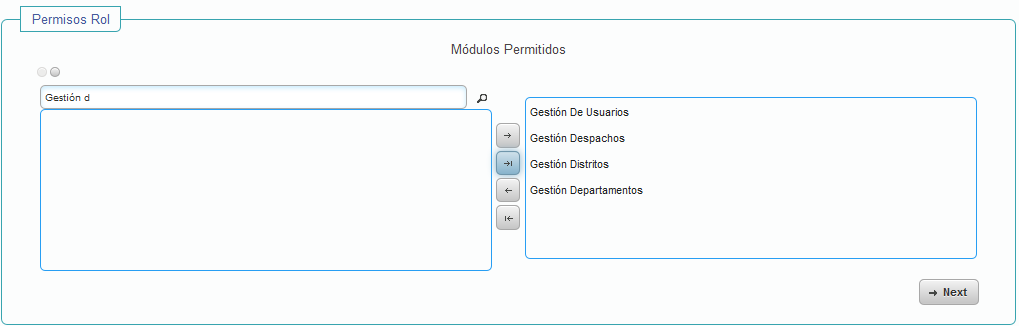 Permisos Rol
Módulos Permitidos
Gestión d
Gestión De Usuarios
Gestión Despachos
Gestión Distritos
Gestión Departamentos
Next